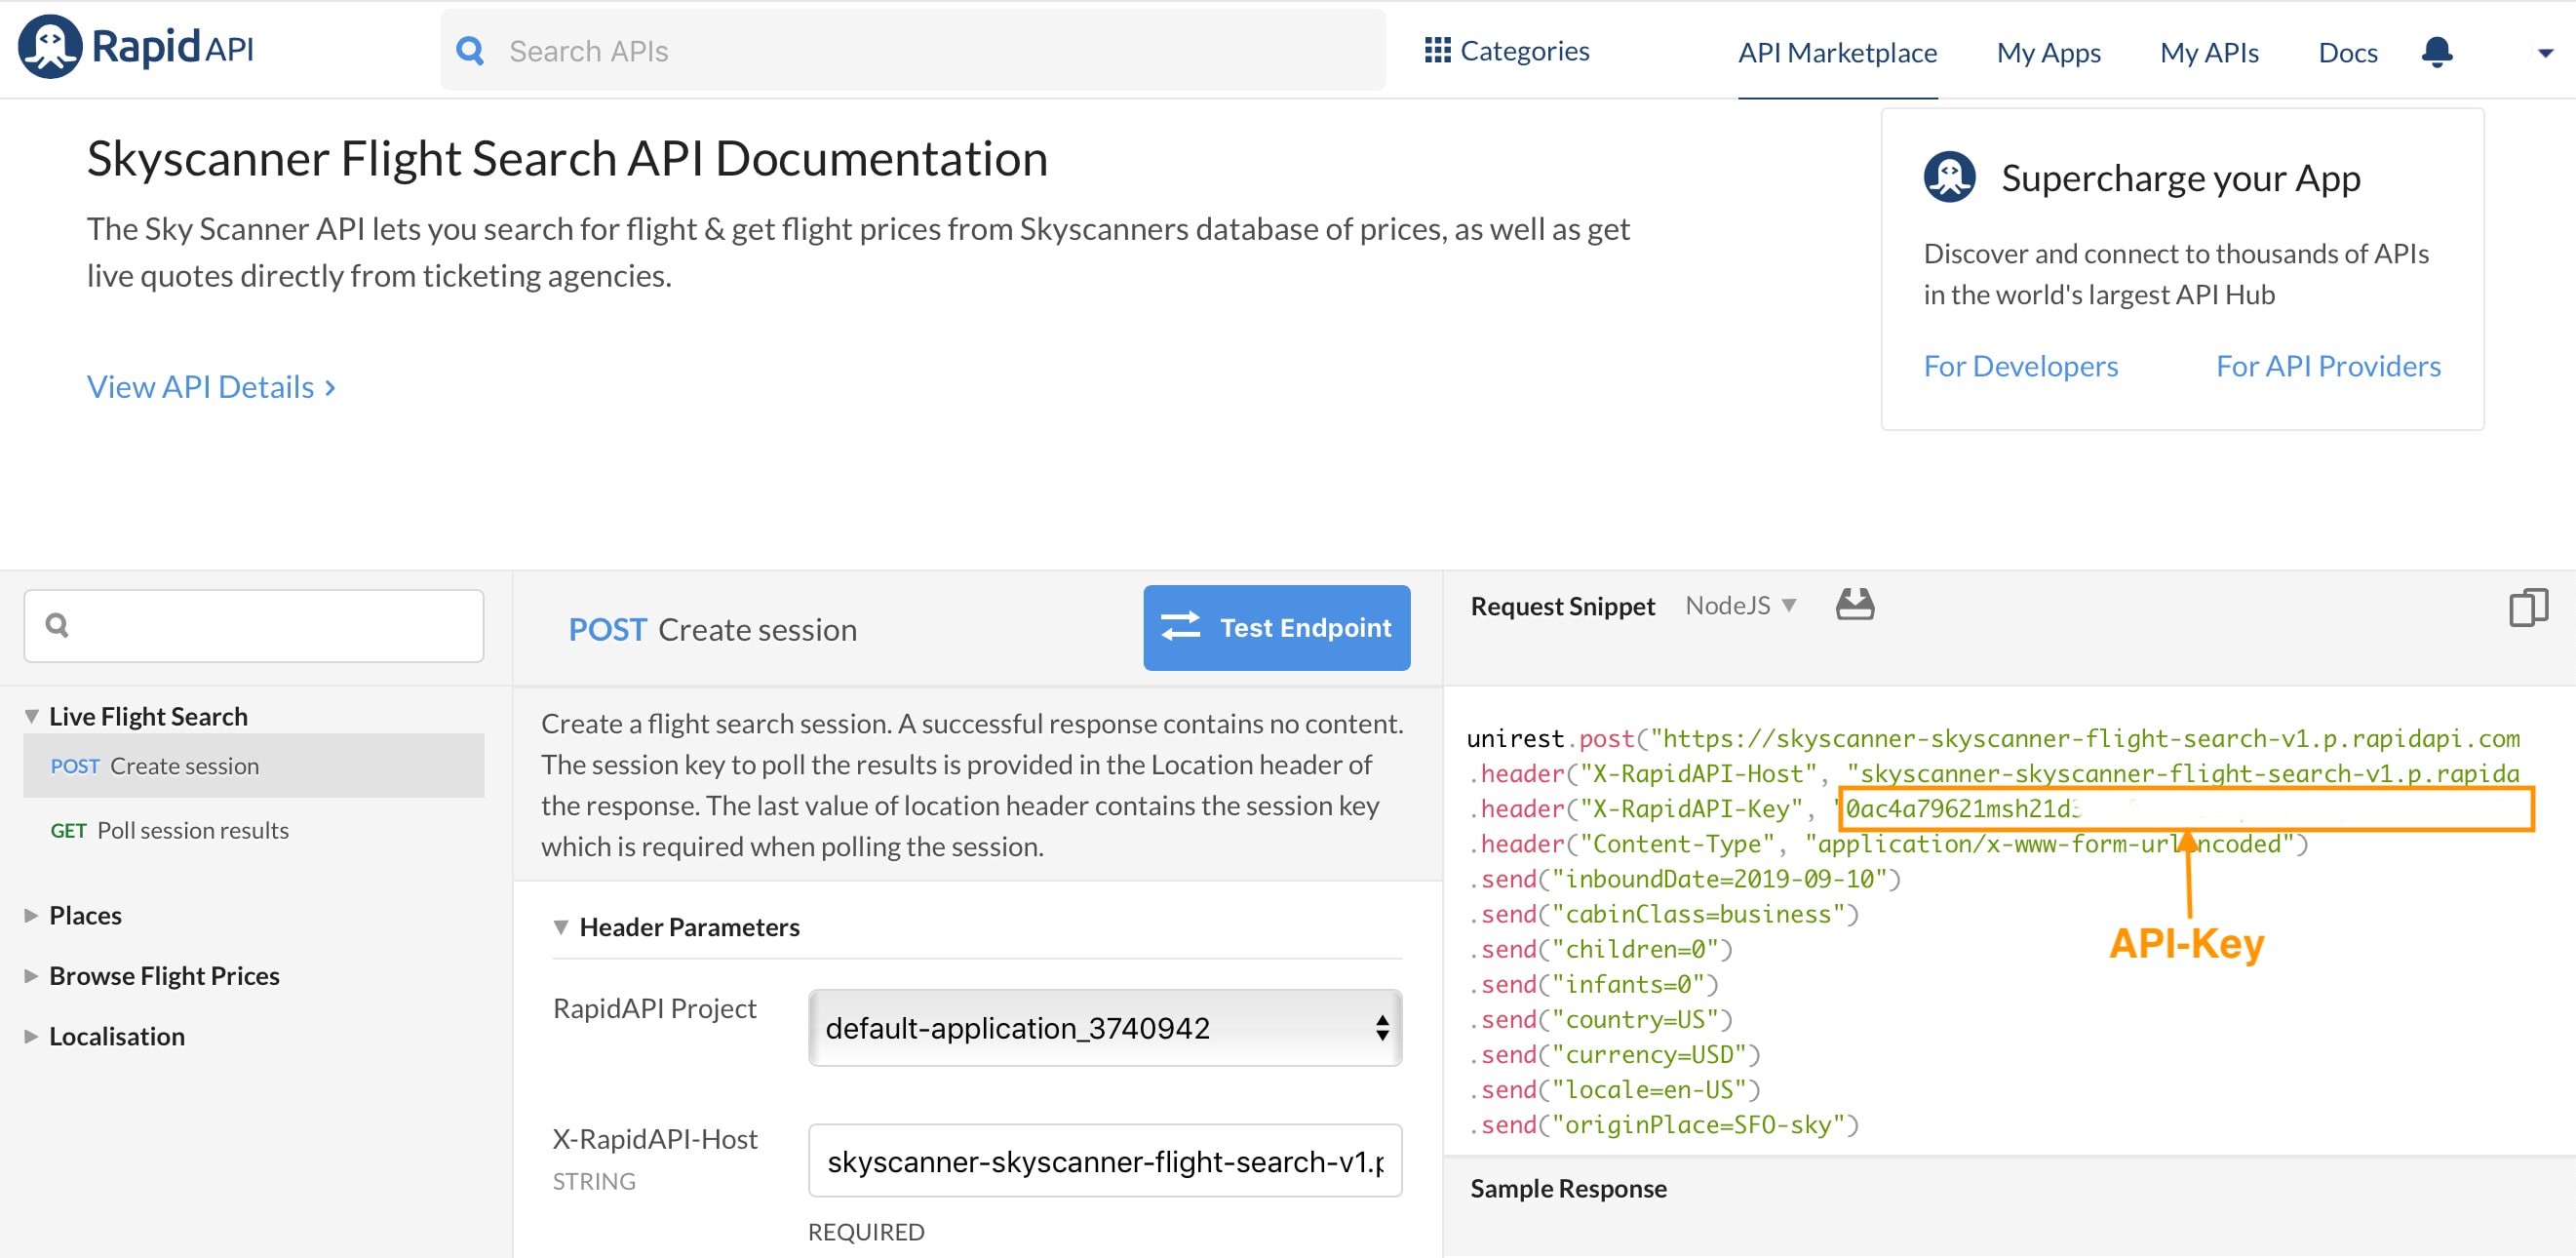 RapidAPI
Search APIs
Categories
API Marketplace
My Apps
My APIs
Docs
Skyscanner Flight Search API Documentation
The Sky Scanner API lets you search for flight & get flight prices from Skyscanners database of prices, as well as get
live quotes directly from ticketing agencies.
View API Details
Supercharge your App
Discover and connect to thousands of APIs
in the world's largest API Hub
For Developers
For API Providers
Live Flight Search
POST Create session
GET Poll session results
Places
Browse Flight Prices
Localisation
POST Create session
Test Endpoint
Create a flight search session. A successful response contains no content.
The session key to poll the results is provided in the Location header of
the response. The last value of location header contains the session key
which is required when polling the session.
Header Parameters
RapidAPI Project
default-application_3740942
X-RapidAPI-Host
STRING
skyscanner-skyscanner-flight-search-v1.p
REQUIRED
Request Snippet
NodeJS
unirest.post("https://skyscanner-skyscanner-flight-search-v1.p.rapidapi.com
.header("X-RapidAPI-Host", "skyscanner-skyscanner-flight-search-v1.p.rapida
.header("X-RapidAPI-Key", "0ac4a79621msh21d
.header("Content-Type", "application/x-www-form-urlencoded")
.send("inboundDate=2019-09-10")
.send("cabinClass=business")
.send("children=0")
.send("infants=0")
.send("country=US")
.send("currency=USD")
.send("locale=en-US")
.send("originPlace=SFO-sky")
API-Key
Sample Response